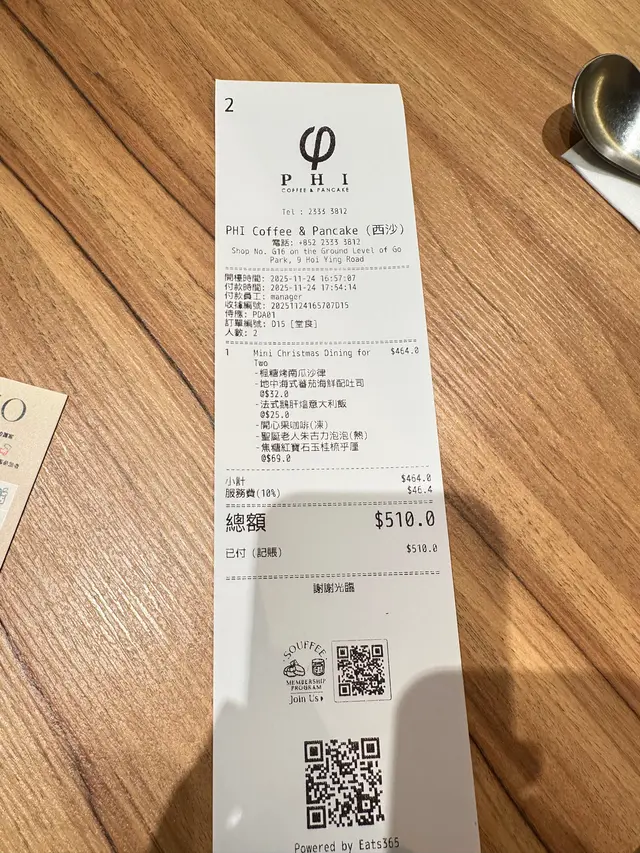 2
PHI
COFFEE & PANCAKE
Tel : 2333 3812
PHI Coffee & Pancake (西沙)
電話: +852 2333 3812
Shop No. G16 on the Ground Level of Go
Park, 9 Hoi Ying Road
開檯時間: 2025-11-24 16:57:07
付款時間: 2025-11-24 17:54:14
付款員工: manager
收據編號: 20251124165707D15
侍應: PDA01
訂單編號: D15 [堂食]
人數: 2
1 Mini Christmas Dining for $464.0
Two
-楓糖烤南瓜沙律
-地中海式蕃茄海鮮配吐司
@$32.0
-法式鵝肝燴意大利飯
@$25.0
-開心果咖啡(凍)
-聖誕老人朱古力泡泡(熱)
-焦糖紅寶石玉桂梳乎厘
@$69.0
小計 $464.0
服務費(10%) $46.4
總額 $510.0
已付 (記賬) $510.0
謝謝光臨
SOUFFEE
MEMBERSHIP
PROGRAM
Join Us
Powered by Eats365
O